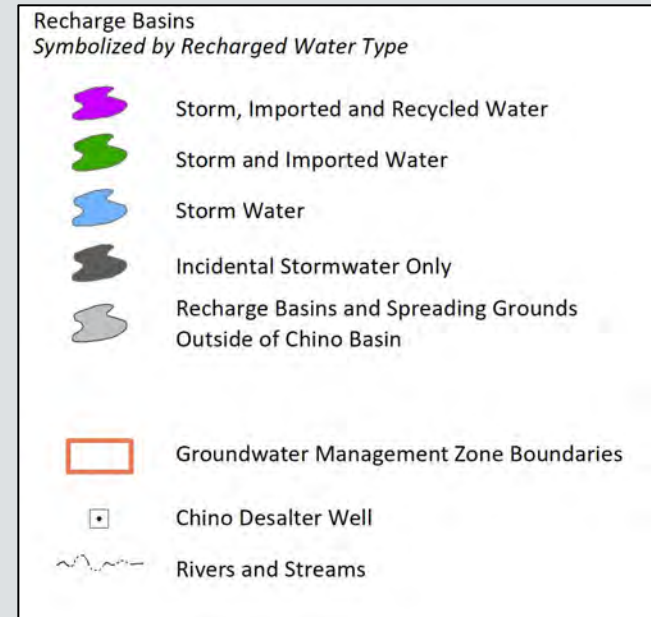 Recharge Basins
Symbolized by Recharged Water Type
Storm, Imported and Recycled Water
Storm and Imported Water
Storm Water
Incidental Stormwater Only
Recharge Basins and Spreading Grounds
Outside of Chino Basin
Groundwater Management Zone Boundaries
Chino Desalter Well
Rivers and Streams